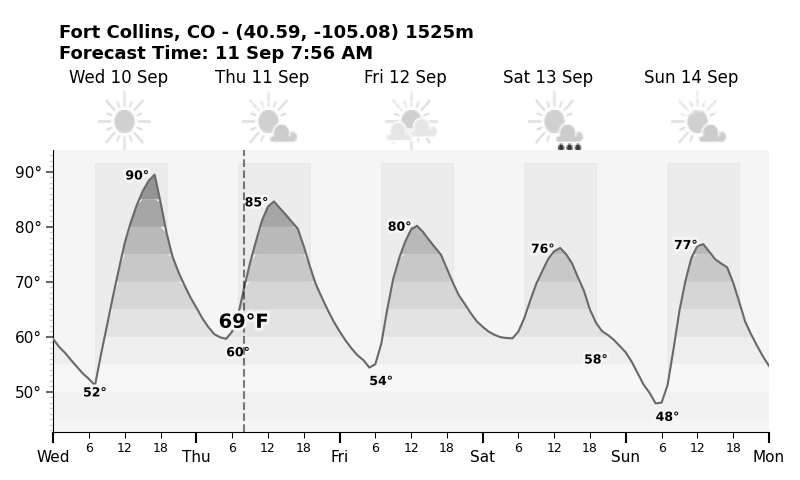 Fort Collins, CO - (40.59, -105.08) 1525m
Forecast Time: 11 Sep 7:56 AM
Wed 10 Sep Thu 11 Sep Fri 12 Sep Sat 13 Sep Sun 14 Sep
90°
80°
70°
60°
50°
90°
52°
85°
69°F
60°
80°
54°
76°
58°
77°
48°
6 12 18 6 12 18 6 12 18 6 12 18 6 12 18
Wed Thu Fri Sat Sun Mon